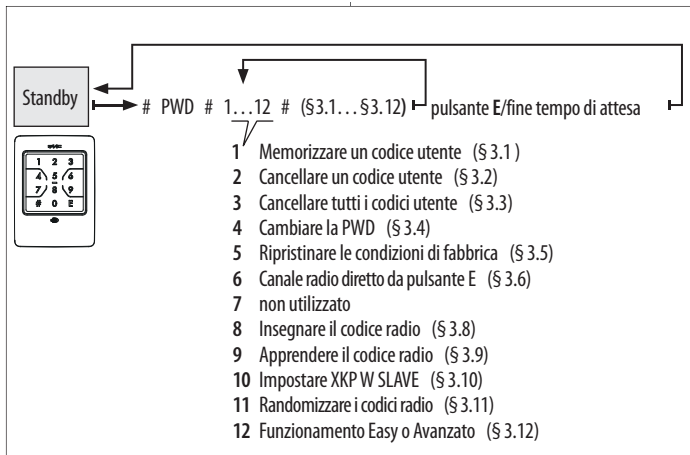 Standby
# PWD # 1...12 # (§3.1... §3.12) pulsante E/fine tempo di attesa
1 2 3
4 5 6
7 8 9
# 0 E
1 Memorizzare un codice utente (§ 3.1 )
2 Cancellare un codice utente (§ 3.2)
3 Cancellare tutti i codici utente (§ 3.3)
4 Cambiare la PWD (§ 3.4)
5 Ripristinare le condizioni di fabbrica (§ 3.5)
6 Canale radio diretto da pulsante E (§ 3.6)
7 non utilizzato
8 Insegnare il codice radio (§ 3.8)
9 Apprendere il codice radio (§ 3.9)
10 Impostare XKP W SLAVE (§ 3.10)
11 Randomizzare i codici radio (§ 3.11)
12 Funzionamento Easy o Avanzato (§ 3.12)